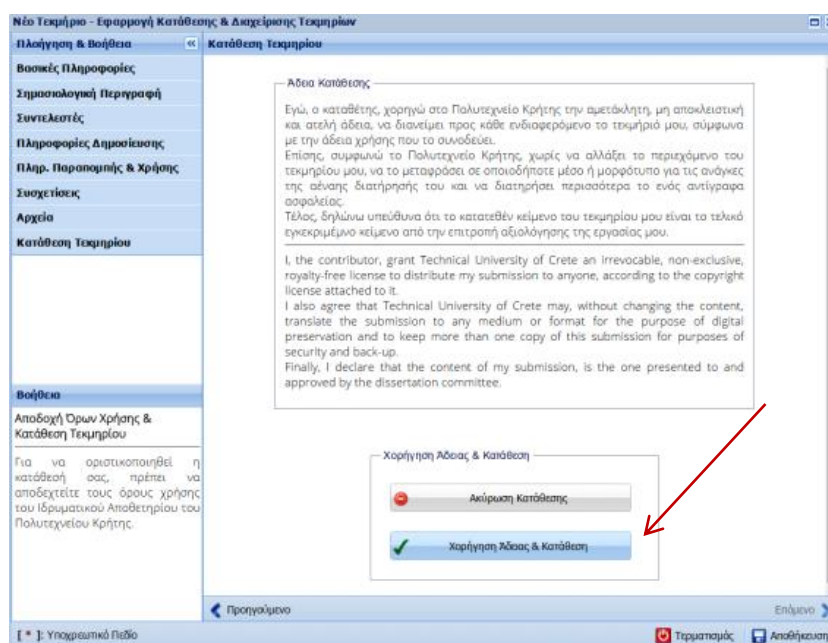 Νέο Τεκμήριο - Εφαρμογή Κατάθεσης & Διαχείρισης Τεκμηρίων
Πλοήγηση & Βοήθεια
Βασικές Πληροφορίες
Σημασιολογική Περιγραφή
Συντελεστές
Πληροφορίες Δημοσίευσης
Πληρ. Παραπομπής & Χρήσης
Συσχετίσεις
Αρχεία
Κατάθεση Τεκμηρίου
Βοήθεια
Αποδοχή Όρων Χρήσης &
Κατάθεση Τεκμηρίου
Για να οριστικοποιηθεί η
κατάθεσή σας, πρέπει να
αποδεχτείτε τους όρους χρήσης
του Ιδρυματικού Αποθετηρίου του
Πολυτεχνείου Κρήτης.
Κατάθεση Τεκμηρίου
Άδεια Κατάθεσης
Εγώ, ο καταθέτης, χορηγώ στο Πολυτεχνείο Κρήτης την αμετάκλητη, μη αποκλειστική
και ατελή άδεια, να διανείμει προς κάθε ενδιαφερόμενο το τεκμήριό μου, σύμφωνα
με την άδεια χρήσης που το συνοδεύει.
Επίσης, συμφωνώ το Πολυτεχνείο Κρήτης, χωρίς να αλλάξει το περιεχόμενο του
τεκμηρίου μου, να το μεταφράσει σε οποιοδήποτε μέσο ή μορφότυπο για τις ανάγκες
της αέναης διατήρησής του και να διατηρήσει περισσότερα το ενός αντίγραφα
ασφαλείας.
Τέλος, δηλώνω υπεύθυνα ότι το κατατεθέν κείμενο του τεκμηρίου μου είναι το τελικό
εγκεκριμέμνο κείμενο από την επιτροπή αξιολόγησης της εργασίας μου.
I, the contributor, grant Technical University of Crete an irrevocable, non-exclusive,
royalty-free license to distribute my submission to anyone, according to the copyright
license attached to it.
I also agree that Technical University of Crete may, without changing the content,
translate the submission to any medium or format for the purpose of digital
preservation and to keep more than one copy of this submission for purposes of
security and back-up.
Finally, I declare that the content of my submission, is the one presented to and
approved by the dissertation committee.
Χορήγηση Άδειας & Κατάθεση
Ακύρωση Κατάθεσης
Χορήγηση Άδειας & Κατάθεση
Προηγούμενο
Επόμενο
[ * ]: Υποχρεωτικό Πεδίο
Τερματισμός
Αποθήκευση